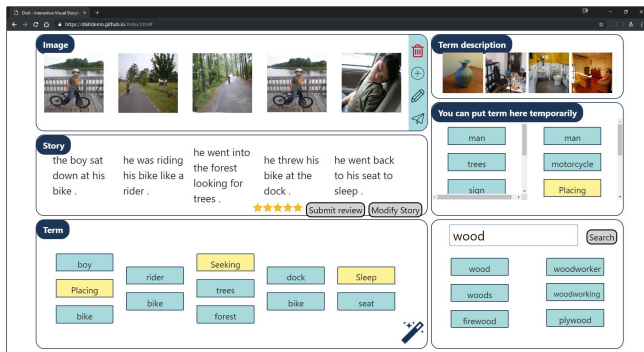 Dixit - Interactive Visual Storyt
https://dixitdemo.github.io/index.html#
Image
Term description
You can put term here temporarily
man
man
trees
motorcycle
sign
Placing
Story
the boy sat down at his bike .
he was riding his bike like a rider .
he went into the forest looking for trees .
he threw his bike at the dock .
he went back to his seat to sleep .
Submit review
Modify Story
Term
boy
Placing
bike
rider
bike
Seeking
trees
forest
dock
bike
Sleep
seat
wood
Search
wood
woodworker
woods
woodworking
firewood
plywood